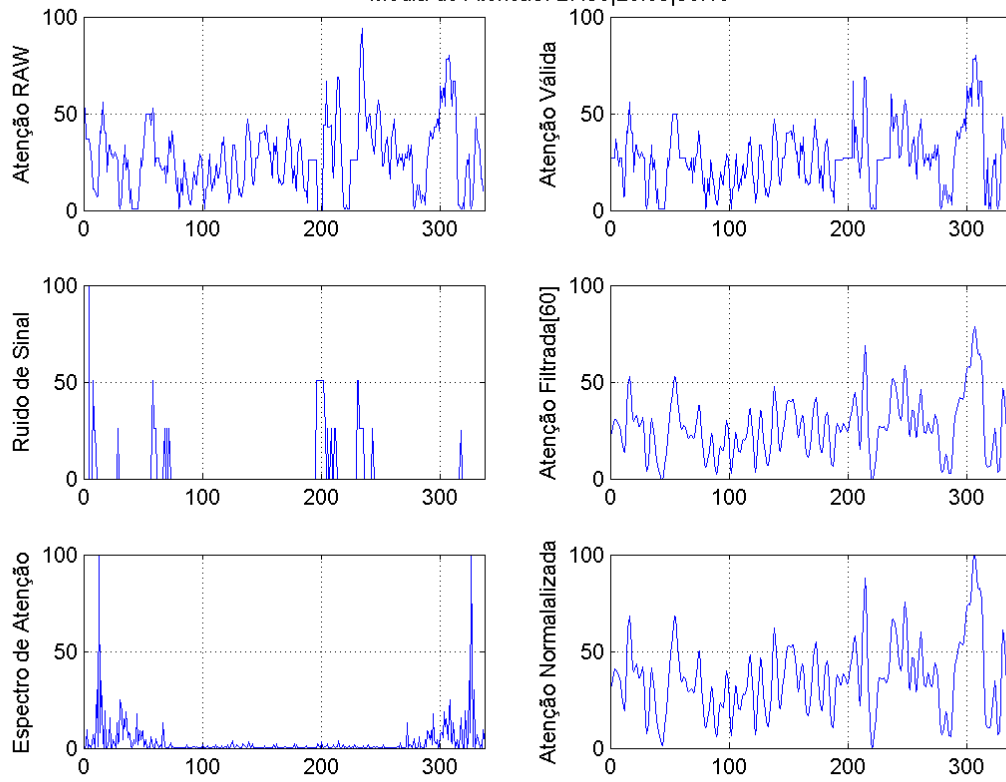 Atenção RAW
100
50
0
0 100 200 300
Atenção Válida
100
50
0
0 100 200 300
Ruido de Sinal
100
50
0
0 100 200 300
Atenção Filtrada[60]
100
50
0
0 100 200 300
Espectro de Atenção
100
50
0
0 100 200 300
Atenção Normalalizada
100
50
0
0 100 200 300